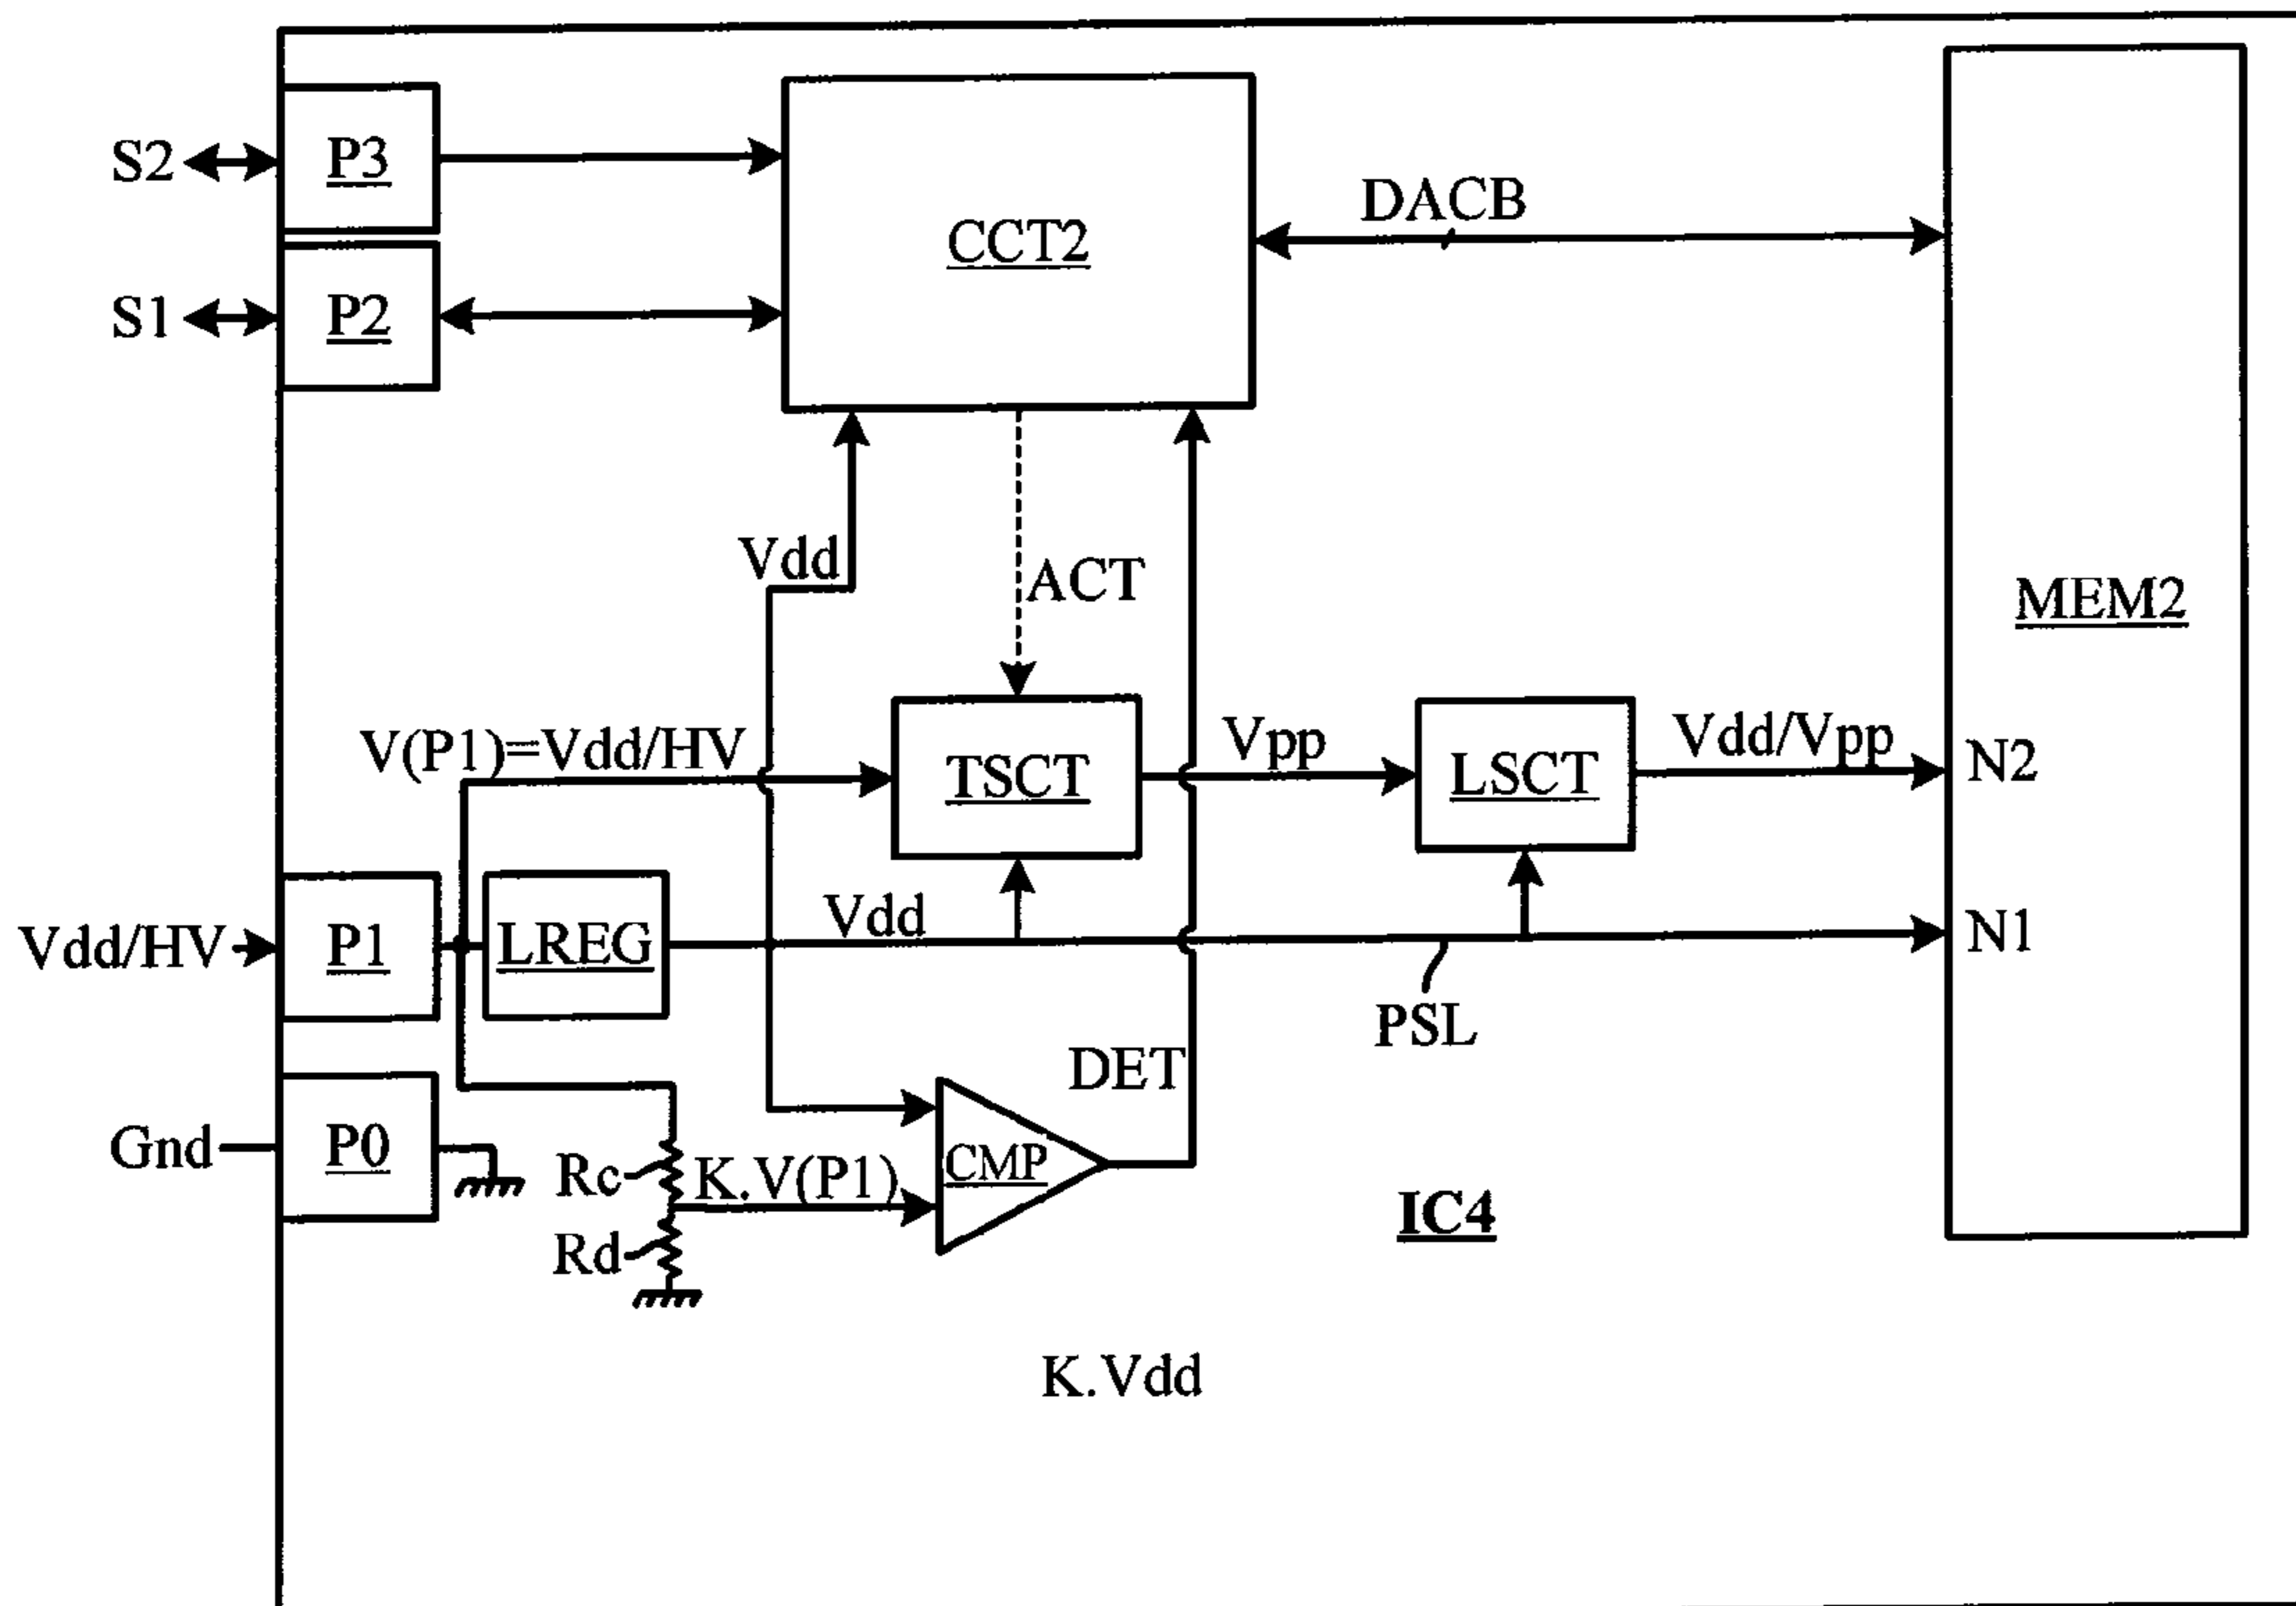 S2
P3
CCT2
DACB
S1
P2
Vdd
ACT
MEM2
V(P1)=Vdd/HV
TSCT
Vpp
LSCT
Vdd/Vpp
N2
Vdd/HV
P1
LREG
Vdd
N1
PSL
DET
Gnd
P0
Rc
K.V(P1)
CMP
Rd
IC4
K.Vdd